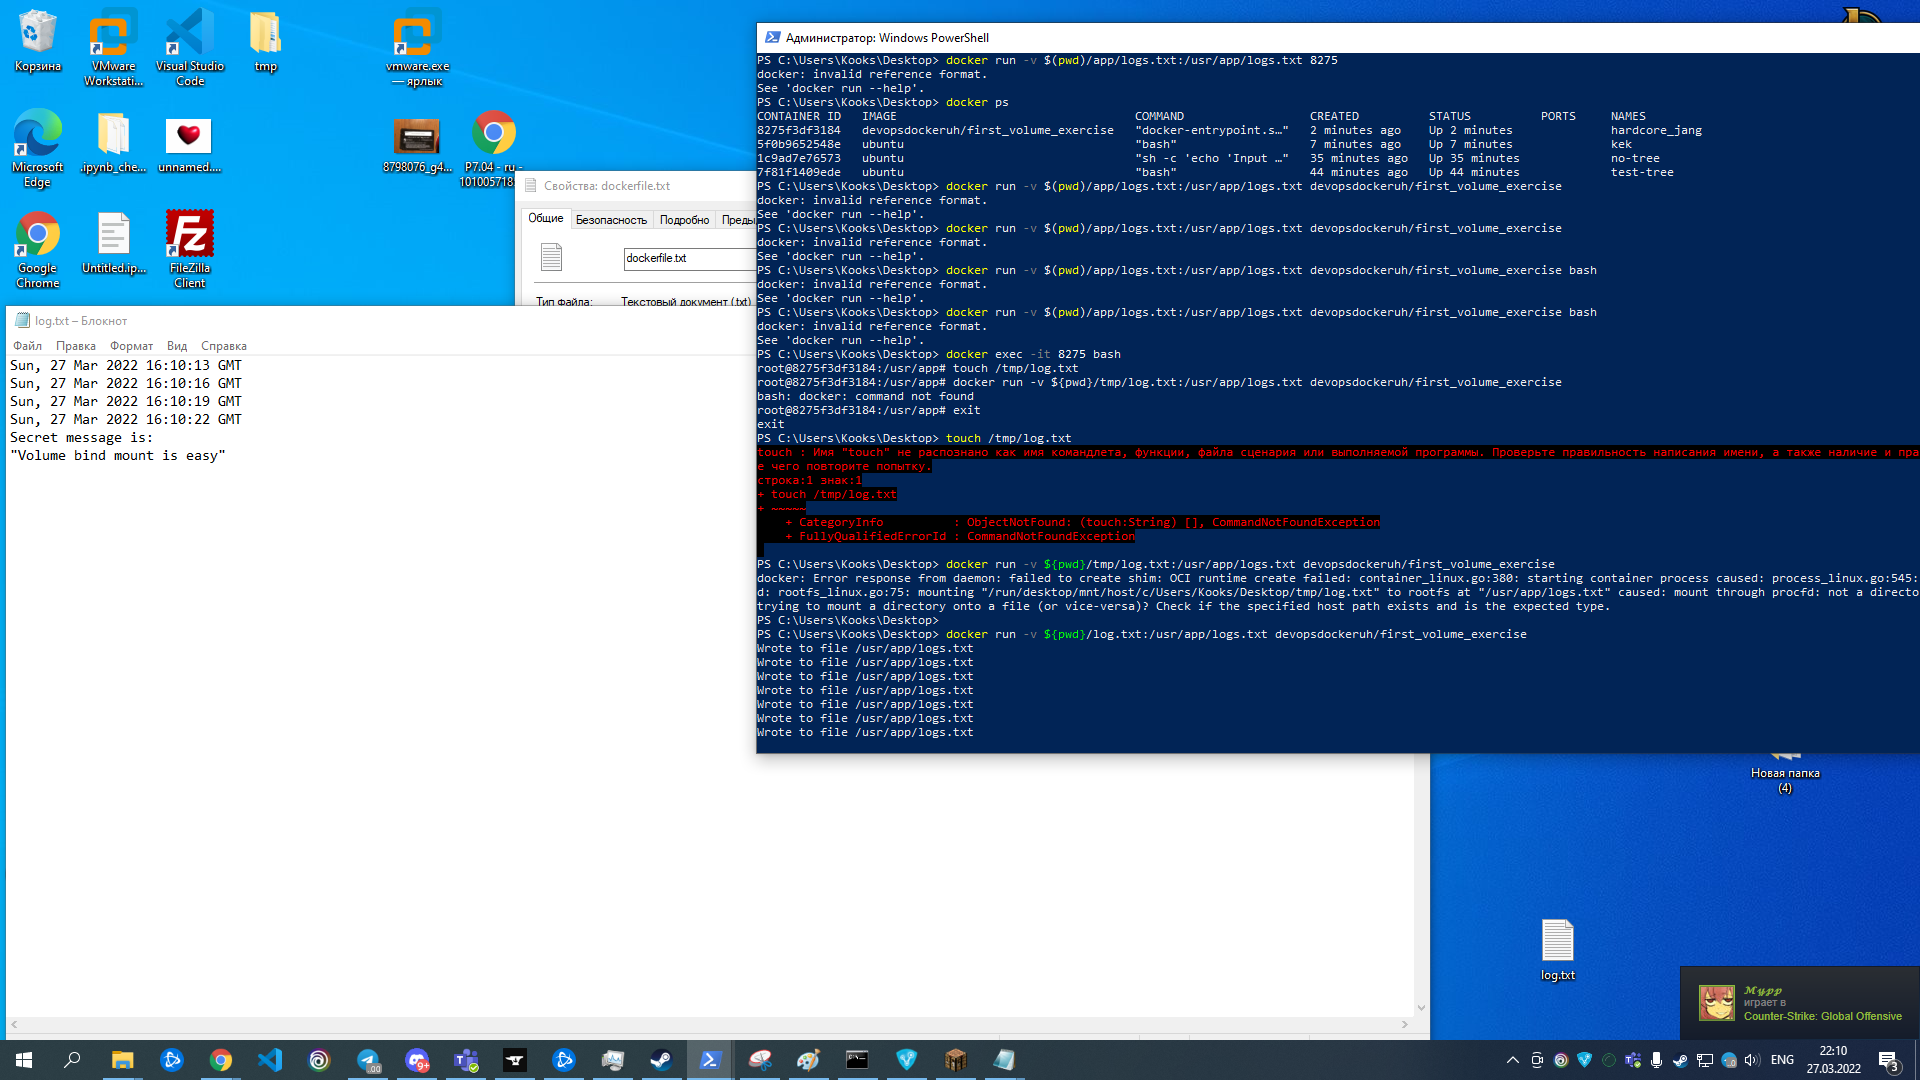 Корзина
VMware Workstati...
Visual Studio Code
tmp
vmware.exe — ярлык
Microsoft Edge
.ipynb_che...
unnamed....
8798076_g4...
P7.04 - ru -
101005718
Google Chrome
Untitled.ip...
FileZilla Client
Свойства: dockerfile.txt
Общие
Безопасность
Подробно
Преды
dockerfile.txt
Тип файла:
Текстовый документ (.txt)
log.txt – Блокнот
Файл Правка Формат Вид Справка
Sun, 27 Mar 2022 16:10:13 GMT
Sun, 27 Mar 2022 16:10:16 GMT
Sun, 27 Mar 2022 16:10:19 GMT
Sun, 27 Mar 2022 16:10:22 GMT
Secret message is:
"Volume bind mount is easy"
Администратор: Windows PowerShell
PS C:\Users\Kooks\Desktop> docker run -v $(pwd)/app/logs.txt:/usr/app/logs.txt 8275
docker: invalid reference format.
See 'docker run --help'.
PS C:\Users\Kooks\Desktop> docker ps
CONTAINER ID   IMAGE                                   COMMAND                  CREATED          STATUS          PORTS     NAMES
8275f3df3184   devopsdockeruh/first_volume_exercise   "docker-entrypoint.s…"   2 minutes ago    Up 2 minutes              hardcore_jang
5f0b9652548e   ubuntu                                  "bash"                   7 minutes ago    Up 7 minutes              kek
1c9ad7e76573   ubuntu                                  "sh -c 'echo 'Input …"   35 minutes ago   Up 35 minutes             no-tree
7f81f1409ede   ubuntu                                  "bash"                   44 minutes ago   Up 44 minutes             test-tree
PS C:\Users\Kooks\Desktop> docker run -v $(pwd)/app/logs.txt:/usr/app/logs.txt devopsdockeruh/first_volume_exercise
docker: invalid reference format.
See 'docker run --help'.
PS C:\Users\Kooks\Desktop> docker run -v $(pwd)/app/logs.txt:/usr/app/logs.txt devopsdockeruh/first_volume_exercise
docker: invalid reference format.
See 'docker run --help'.
PS C:\Users\Kooks\Desktop> docker run -v $(pwd)/app/logs.txt:/usr/app/logs.txt devopsdockeruh/first_volume_exercise bash
docker: invalid reference format.
See 'docker run --help'.
PS C:\Users\Kooks\Desktop> docker run -v $(pwd)/app/logs.txt:/usr/app/logs.txt devopsdockeruh/first_volume_exercise bash
docker: invalid reference format.
See 'docker run --help'.
PS C:\Users\Kooks\Desktop> docker exec -it 8275 bash
root@8275f3df3184:/usr/app# touch /tmp/log.txt
root@8275f3df3184:/usr/app# docker run -v ${pwd}/tmp/log.txt:/usr/app/logs.txt devopsdockeruh/first_volume_exercise
bash: docker: command not found
root@8275f3df3184:/usr/app# exit
exit
PS C:\Users\Kooks\Desktop> touch /tmp/log.txt
touch : Имя "touch" не распознано как имя командлета, функции, файла сценария или выполняемой программы. Проверьте правильность написания имени, а также наличие и пра
е чего повторите попытку.
строка:1 знак:1
+ touch /tmp/log.txt
+ ~~~~~
+ CategoryInfo          : ObjectNotFound: (touch:String) [], CommandNotFoundException
+ FullyQualifiedErrorId : CommandNotFoundException
PS C:\Users\Kooks\Desktop> docker run -v ${pwd}/tmp/log.txt:/usr/app/logs.txt devopsdockeruh/first_volume_exercise
docker: Error response from daemon: failed to create shim: OCI runtime create failed: container_linux.go:380: starting container process caused: process_linux.go:545:
d: rootfs_linux.go:75: mounting "/run/desktop/mnt/host/c/Users/Kooks/Desktop/tmp/log.txt" to rootfs at "/usr/app/logs.txt" caused: mount through procfd: not a directo
trying to mount a directory onto a file (or vice-versa)? Check if the specified host path exists and is the expected type.
PS C:\Users\Kooks\Desktop>
PS C:\Users\Kooks\Desktop> docker run -v ${pwd}/log.txt:/usr/app/logs.txt devopsdockeruh/first_volume_exercise
Wrote to file /usr/app/logs.txt
Wrote to file /usr/app/logs.txt
Wrote to file /usr/app/logs.txt
Wrote to file /usr/app/logs.txt
Wrote to file /usr/app/logs.txt
Wrote to file /usr/app/logs.txt
Wrote to file /usr/app/logs.txt
Новая папка (4)
log.txt
Мурр
играет в
Counter-Strike: Global Offensive
.00
9+
ENG
22:10
27.03.2022
3